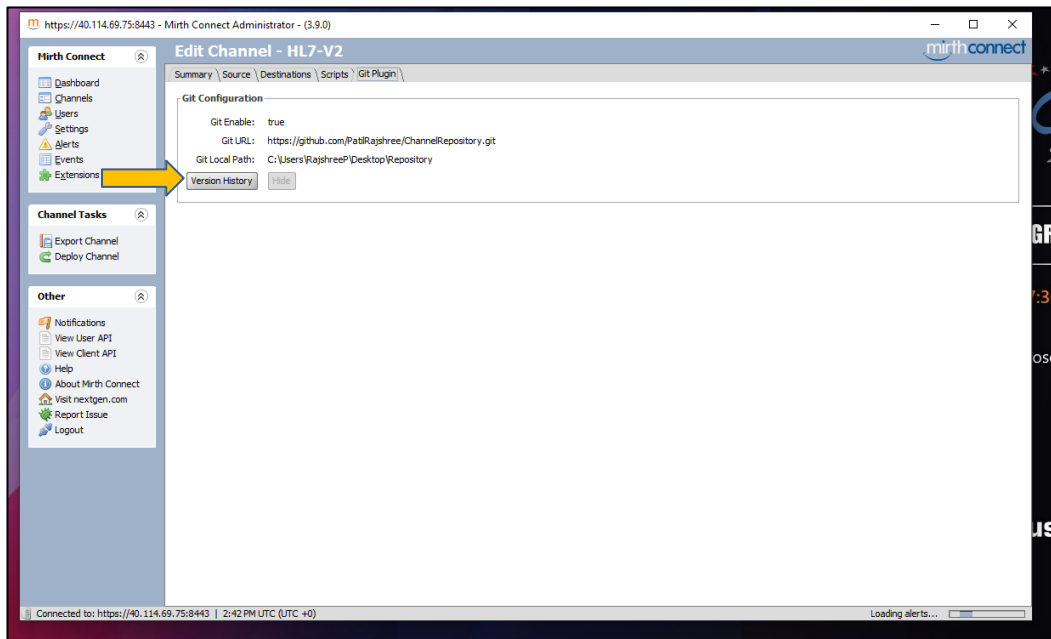 https://40.114.69.75:8443 - Mirth Connect Administrator - (3.9.0)
Mirth Connect
Dashboard
Channels
Users
Settings
Alerts
Events
Extensions
Channel Tasks
Export Channel
Deploy Channel
Other
Notifications
View User API
View Client API
Help
About Mirth Connect
Visit nextgen.com
Report Issue
Logout
Edit Channel - HL7-V2
mirthconnect
Summary Source Destinations Scripts Git Plugin
Git Configuration
Git Enable: true
Git URL: https://github.com/PatilRajshree/ChannelRepository.git
Git Local Path: C:\Users\RajshreeP\Desktop\Repository
Version History Hide
Connected to: https://40.114.69.75:8443 | 2:42 PM UTC (UTC +0)
Loading alerts...